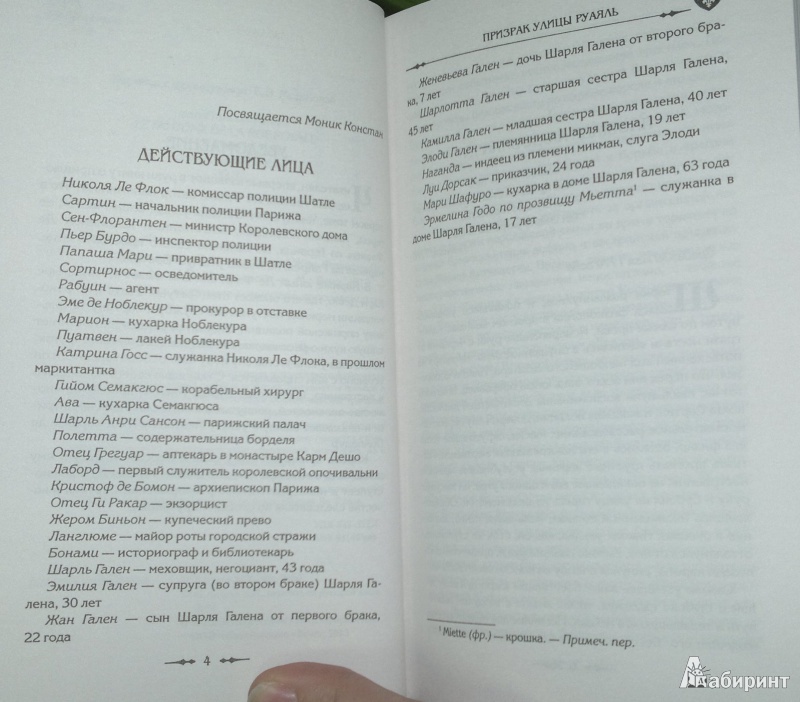 Посвящается Моник Констан
ДЕЙСТВУЮЩИЕ ЛИЦА
Николя Ле Флок — комиссар полиции Шатле
Сартин — начальник полиции Парижа
Сен-Флорантен — министр Королевского дома
Пьер Бурдо — инспектор полиции
Папаша Мари — привратник в Шатле
Сортирнос — осведомитель
Рабуин — агент
Эме де Ноблекур — прокурор в отставке
Марион — кухарка Ноблекура
Пуатвен — лакей Ноблекура
Катрина Госс — служанка Николя Ле Флока, в прошлом
маркитантка
Гийом Семакгюс — корабельный хирург
Ава — кухарка Семакгюса
Шарль Анри Сансон — парижский палач
Полетта — содержательница борделя
Отец Грегуар — аптекарь в монастыре Карм Дешо
Лаборд — первый служитель королевской опочивальни
Кристоф де Бомон — архиепископ Парижа
Отец Ги Ракар — экзорцист
Жером Биньон — купеческий прево
Ланглюме — майор роты городской стражи
Бонами — историограф и библиотекарь
Шарль Гален — меховщик, негоциант, 43 года
Эмилия Гален — супруга (во втором браке) Шарля Га-
лена, 30 лет
Жан Гален — сын Шарля Галена от первого брака,
22 года
4
ПРИЗРАК УЛИЦЫ РУАЯЛЬ
Женевьева Гален — дочь Шарля Галена от второго бра-
ка, 7 лет
Шарлотта Гален — старшая сестра Шарля Галена,
45 лет
Камилла Гален — младшая сестра Шарля Галена, 40 лет
Элоди Гален — племянница Шарля Галена, 19 лет
Наганда — индеец из племени микмак, слуга Элоди
Луи Дорсак — приказчик, 24 года
Мари Шафуро — кухарка в доме Шарля Галена, 63 года
Эрмелина Годо по прозвищу Мьетта¹ — служанка в
доме Шарля Галена, 17 лет
¹ Miette (фр.) — крошка. — Примеч. пер.
Лабиринт